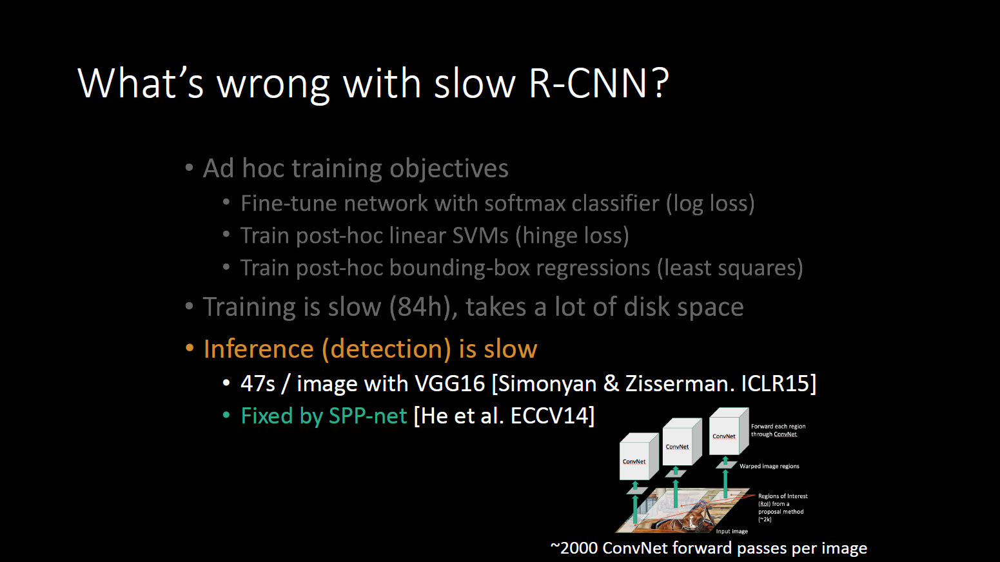 What's wrong with slow R-CNN?
• Ad hoc training objectives
• Fine-tune network with softmax classifier (log loss)
• Train post-hoc linear SVMs (hinge loss)
• Train post-hoc bounding-box regressions (least squares)
• Training is slow (84h), takes a lot of disk space
• Inference (detection) is slow
• 47s / image with VGG16 [Simonyan & Zisserman. ICLR15]
• Fixed by SPP-net [He et al. ECCV14]
ConvNet
ConvNet
ConvNet
Forward each region
through ConvNet
Warped image regions
Regions of Interest
(RoI) from a
proposal method
(~2k)
Input image
~2000 ConvNet forward passes per image